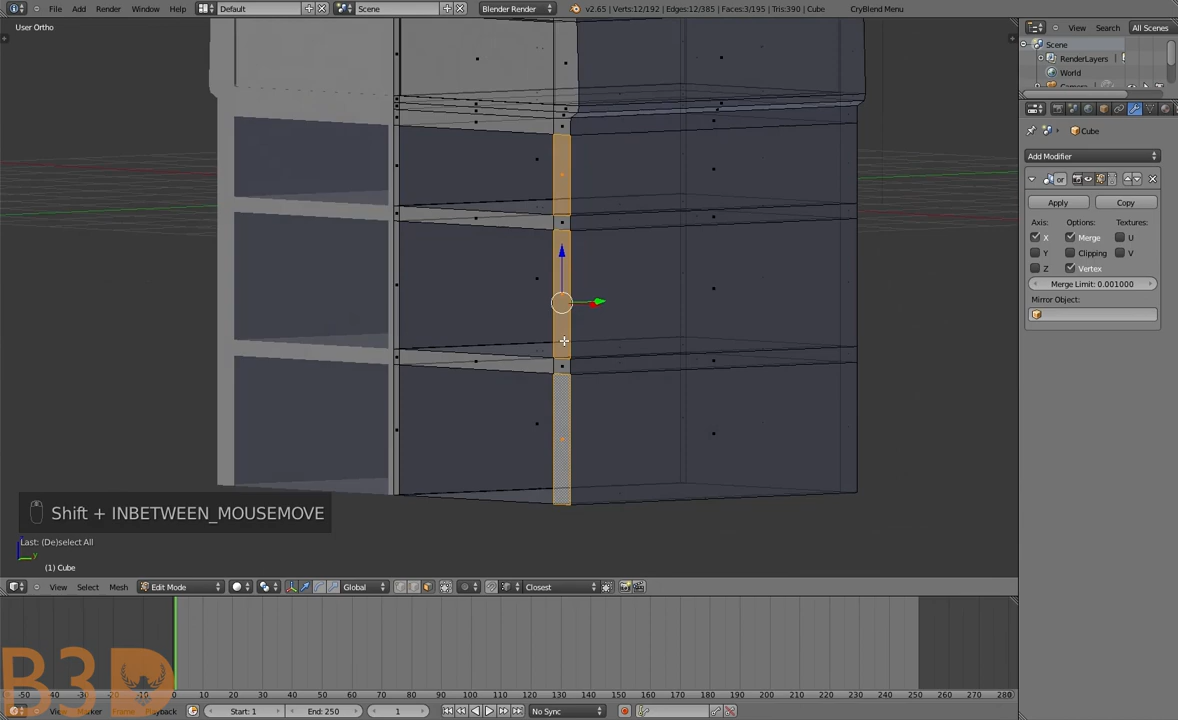 File Add Render Window Help Default Scene Blender Render v2.65 | Verts:12/192 | Edges:12/385 | Faces:3/195 | Tris:390 | Cube CryBlend Menu
User Ortho
View Search All Scenes
Scene
RenderLayers
World
Cube
Add Modifier
or
Apply Copy
Axis: Options: Textures:
X Merge U
Y Clipping V
Z Vertex
Merge Limit: 0.001000
Mirror Object:
Shift + INBETWEEN_MOUSEMOVE
Last: (De)select All
y
(1) Cube
View Select Mesh Edit Mode Global Closest
B3D
-50 -40 -30 -20 -10 0 10 20 30 40 50 60 70 80 90 100 110 120 130 140 150 160 170 180 190 200 210 220 230 240 250 260 270 280
View Marker Frame Playback Start: 1 End: 250 1 No Sync